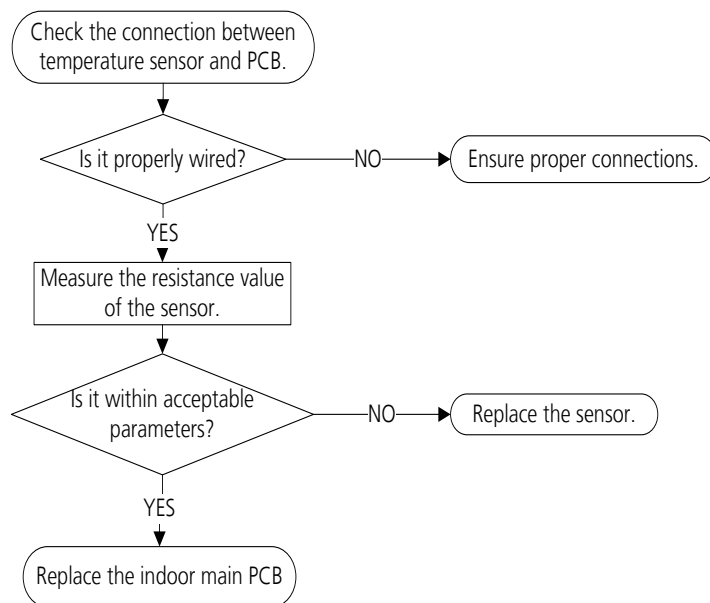 Check the connection between
temperature sensor and PCB.
Is it properly wired?
NO
Ensure proper connections.
YES
Measure the resistance value
of the sensor.
Is it within acceptable
parameters?
NO
Replace the sensor.
YES
Replace the indoor main PCB